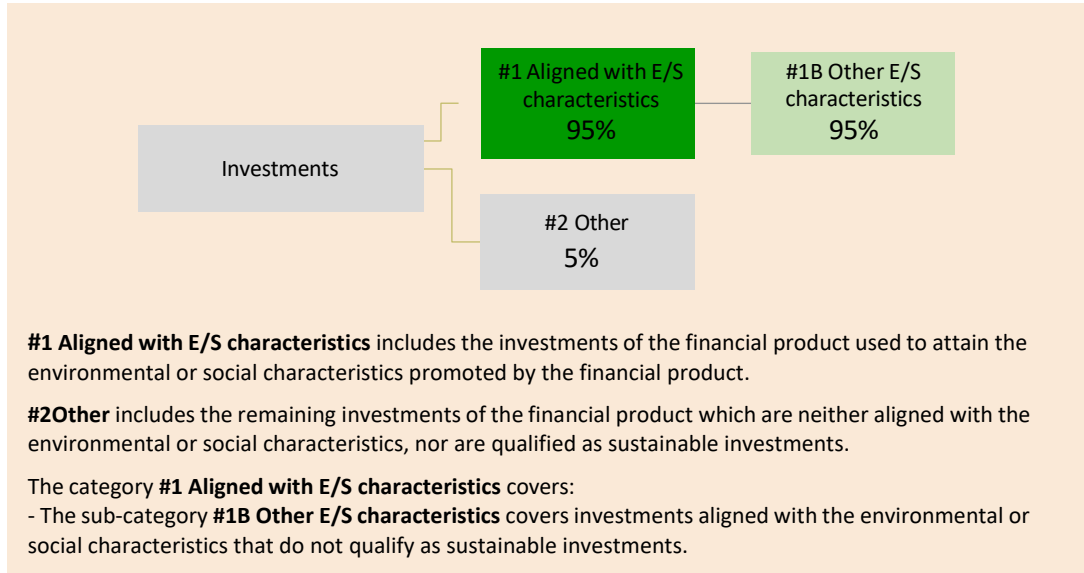 #1 Aligned with E/S
characteristics
95%
#1B Other E/S
characteristics
95%
Investments
#2 Other
5%
#1 Aligned with E/S characteristics includes the investments of the financial product used to attain the
environmental or social characteristics promoted by the financial product.
#2Other includes the remaining investments of the financial product which are neither aligned with the
environmental or social characteristics, nor are qualified as sustainable investments.
The category #1 Aligned with E/S characteristics covers:
- The sub-category #1B Other E/S characteristics covers investments aligned with the environmental or
social characteristics that do not qualify as sustainable investments.